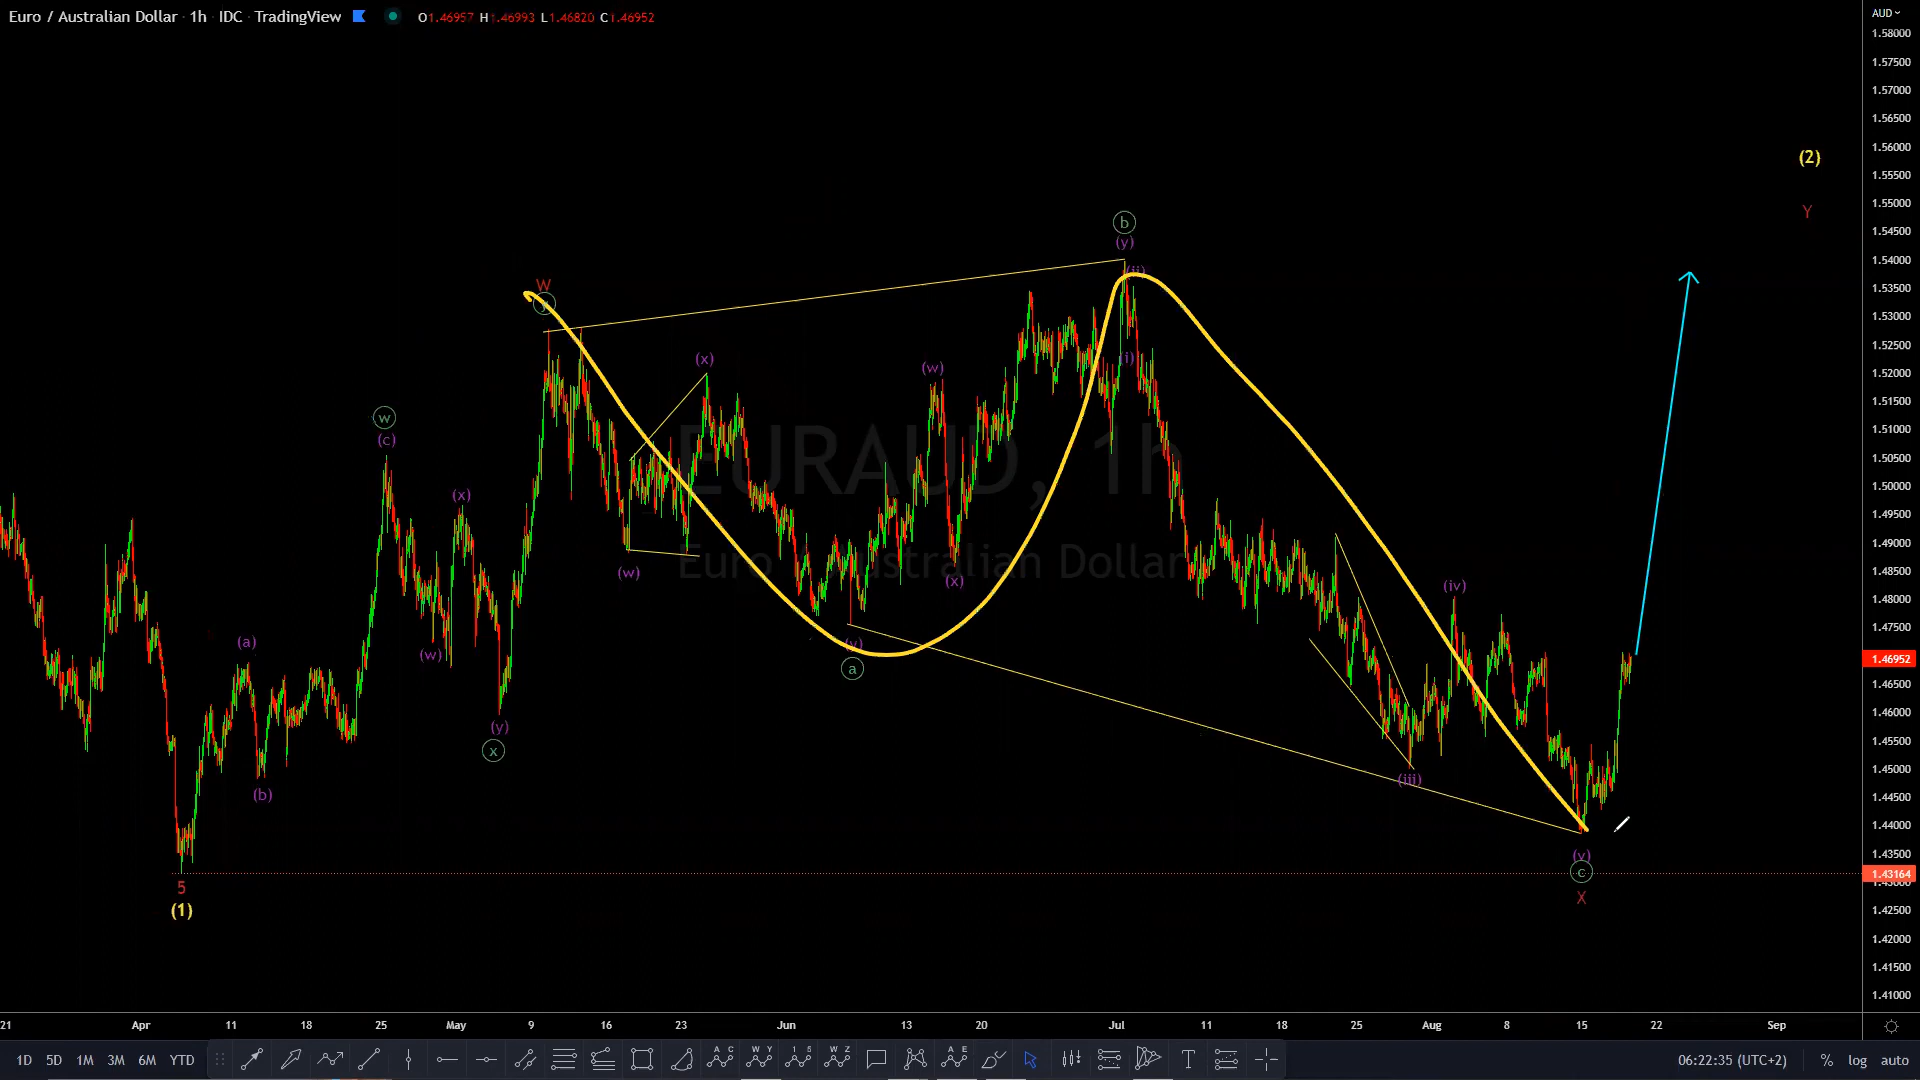 Euro / Australian Dollar · 1h · IDC · TradingView O1.46957 H1.46993 L1.46820 C1.46952
AUD
1.58000
1.57500
1.57000
1.56500
1.56000
1.55500
1.55000
1.54500
1.54000
1.53500
1.53000
1.52500
1.52000
1.51500
1.51000
1.50500
1.50000
1.49500
1.49000
1.48500
1.48000
1.47500
1.46952
1.46500
1.46000
1.45500
1.45000
1.44500
1.44000
1.43500
1.43164
1.43000
1.42500
1.42000
1.41500
1.41000
(2)
Y
b
(y)
(ii)
W
(i)
(x)
(w)
w
(c)
EURAUD, 1h
(x)
Euro Australian Dollar
(w)
(x)
(iv)
(a)
(w)
a
(y)
x
(b)
(iii)
(v)
c
X
5
(1)
21 Apr 11 18 25 May 9 16 23 Jun 13 20 Jul 11 18 25 Aug 8 15 22 Sep
1D 5D 1M 3M 6M YTD 06:22:35 (UTC+2) % log auto